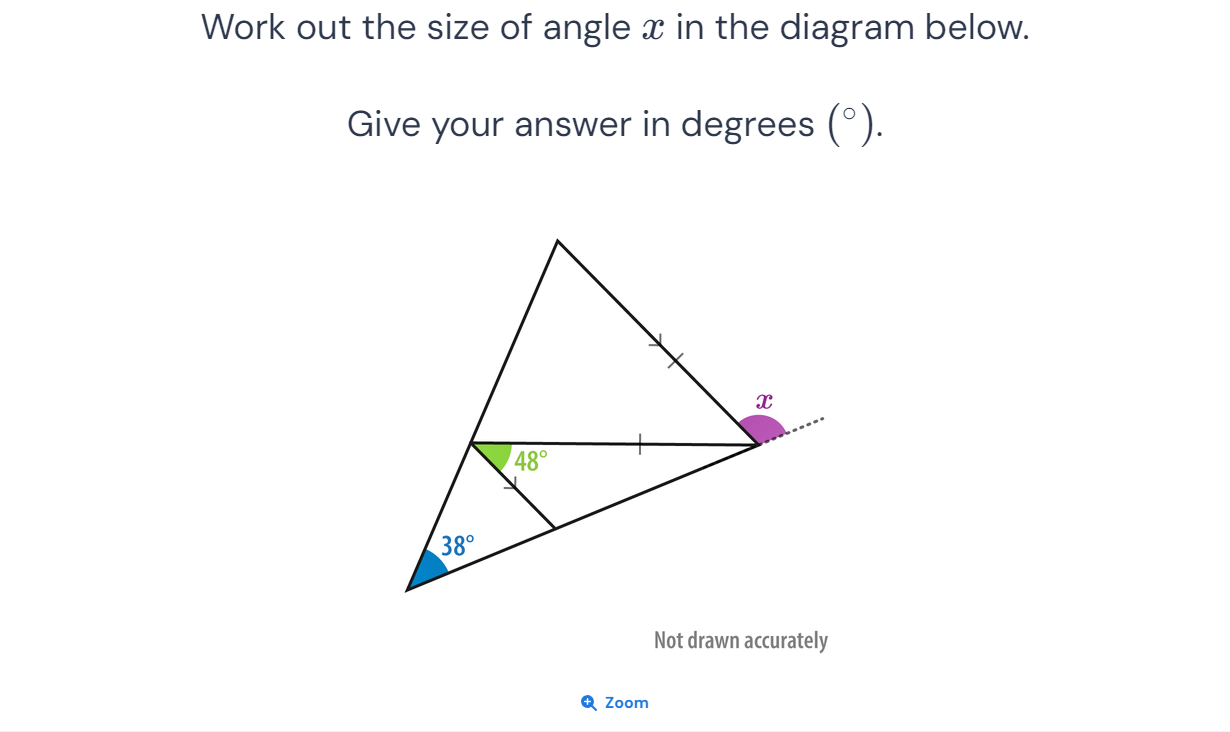 Work out the size of angle x in the diagram below.
Give your answer in degrees (°).
x
48°
38°
Not drawn accurately
Zoom